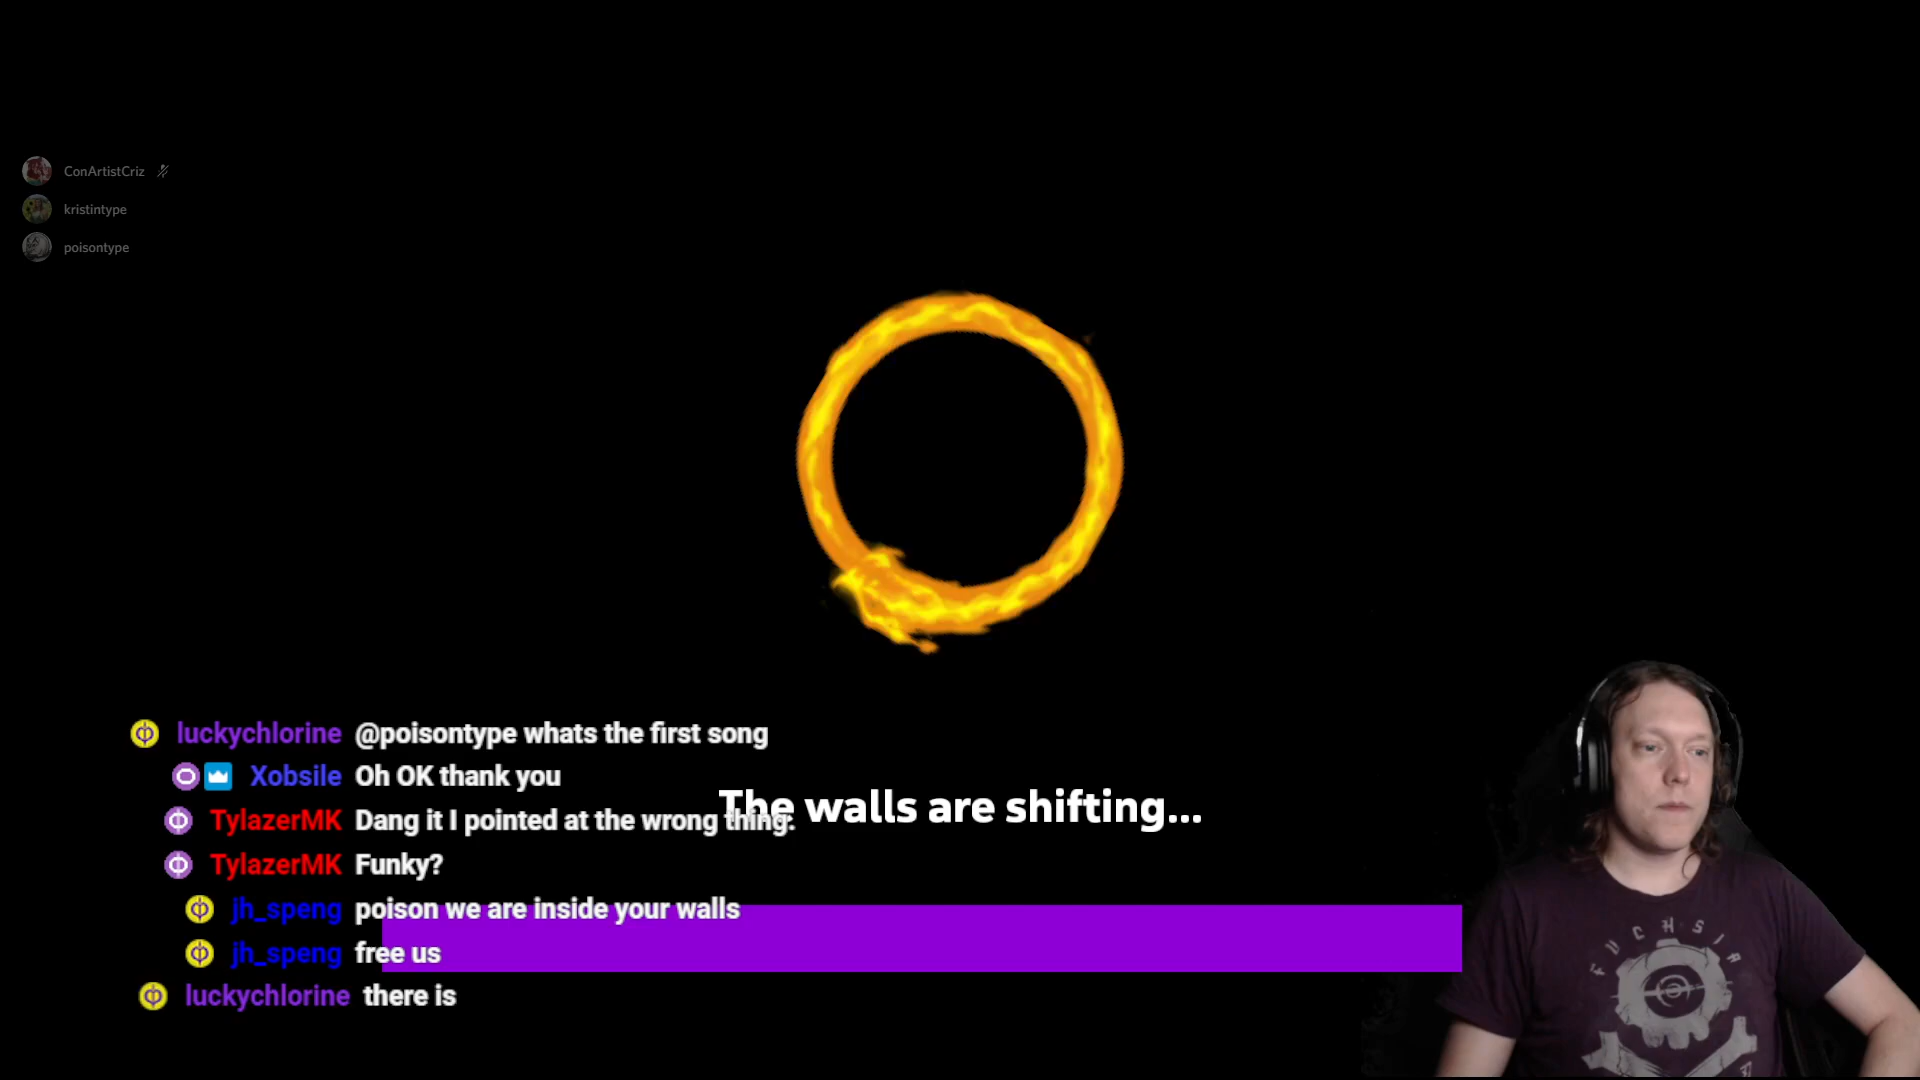 ConArtistCriz
kristintype
poisontype
luckychlorine @poisontype whats the first song
Xobsile Oh OK thank you
The walls are shifting...
TylazerMK Dang it I pointed at the wrong thing.
TylazerMK Funky?
jh_speng poison we are inside your walls
jh_speng free us
luckychlorine there is
FUCHSIA